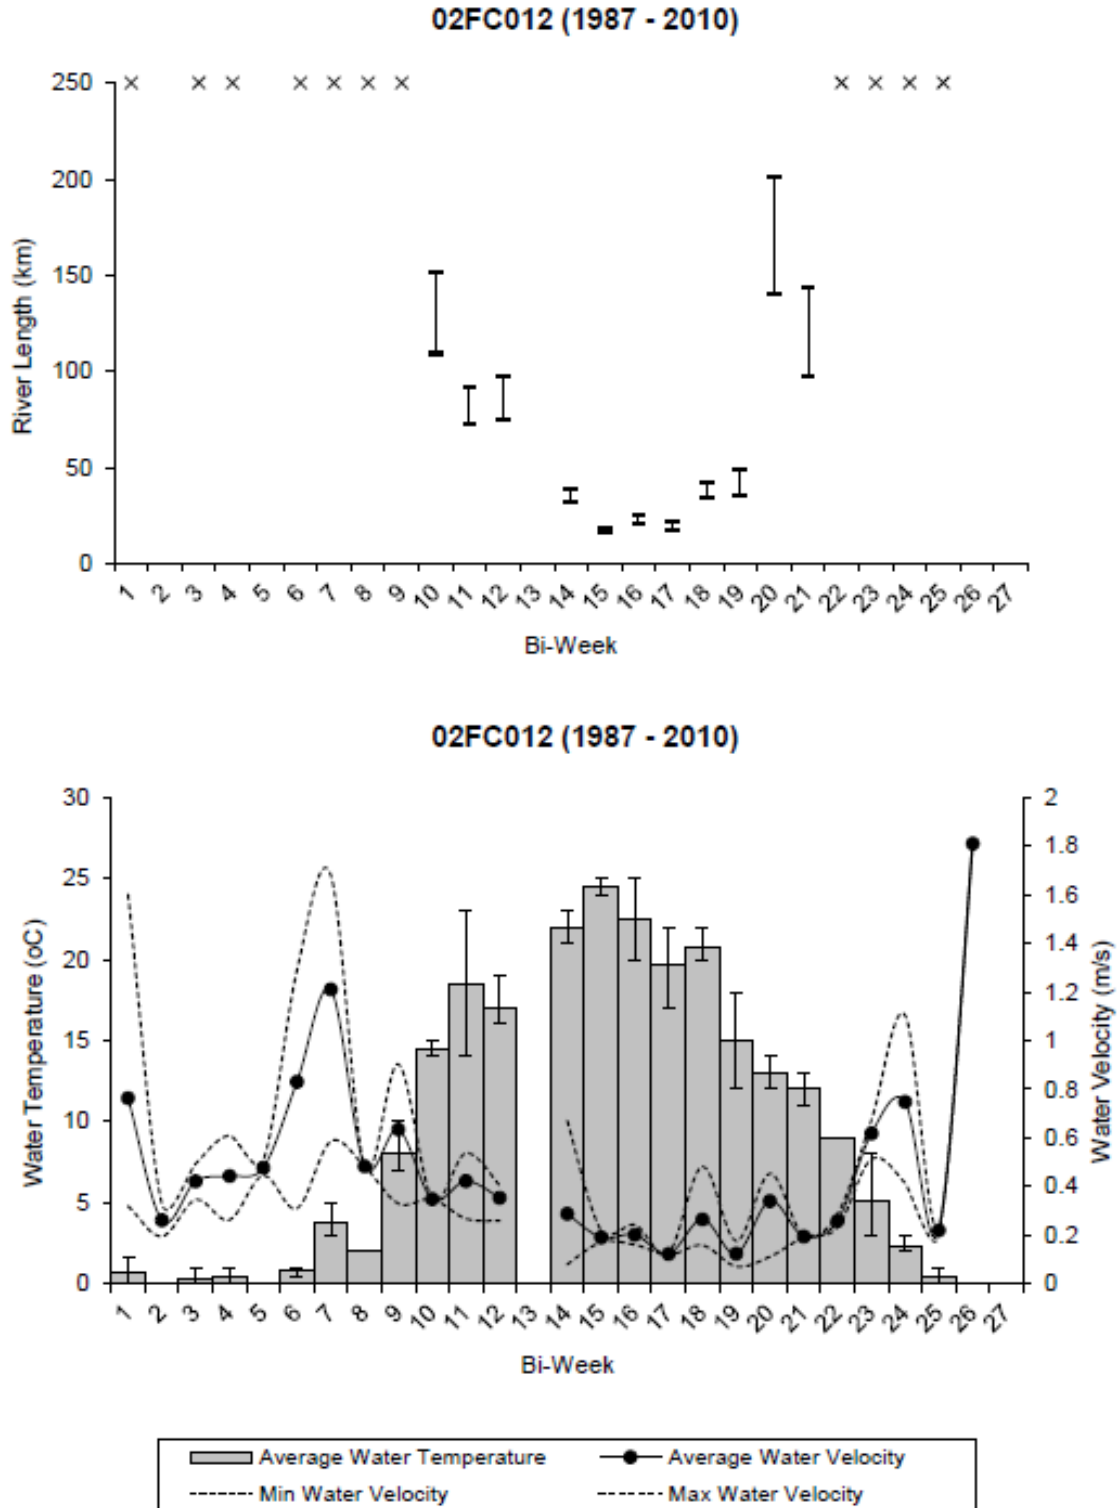 02FC012 (1987 - 2010)
250
200
150
100
50
0
River Length (km)
1 2 3 4 5 6 7 8 9 10 11 12 13 14 15 16 17 18 19 20 21 22 23 24 25 26 27
Bi-Week
02FC012 (1987 - 2010)
30
25
20
15
10
5
0
Water Temperature (oC)
2
1.8
1.6
1.4
1.2
1
0.8
0.6
0.4
0.2
0
Water Velocity (m/s)
1 2 3 4 5 6 7 8 9 10 11 12 13 14 15 16 17 18 19 20 21 22 23 24 25 26 27
Bi-Week
Average Water Temperature
Average Water Velocity
Min Water Velocity
Max Water Velocity